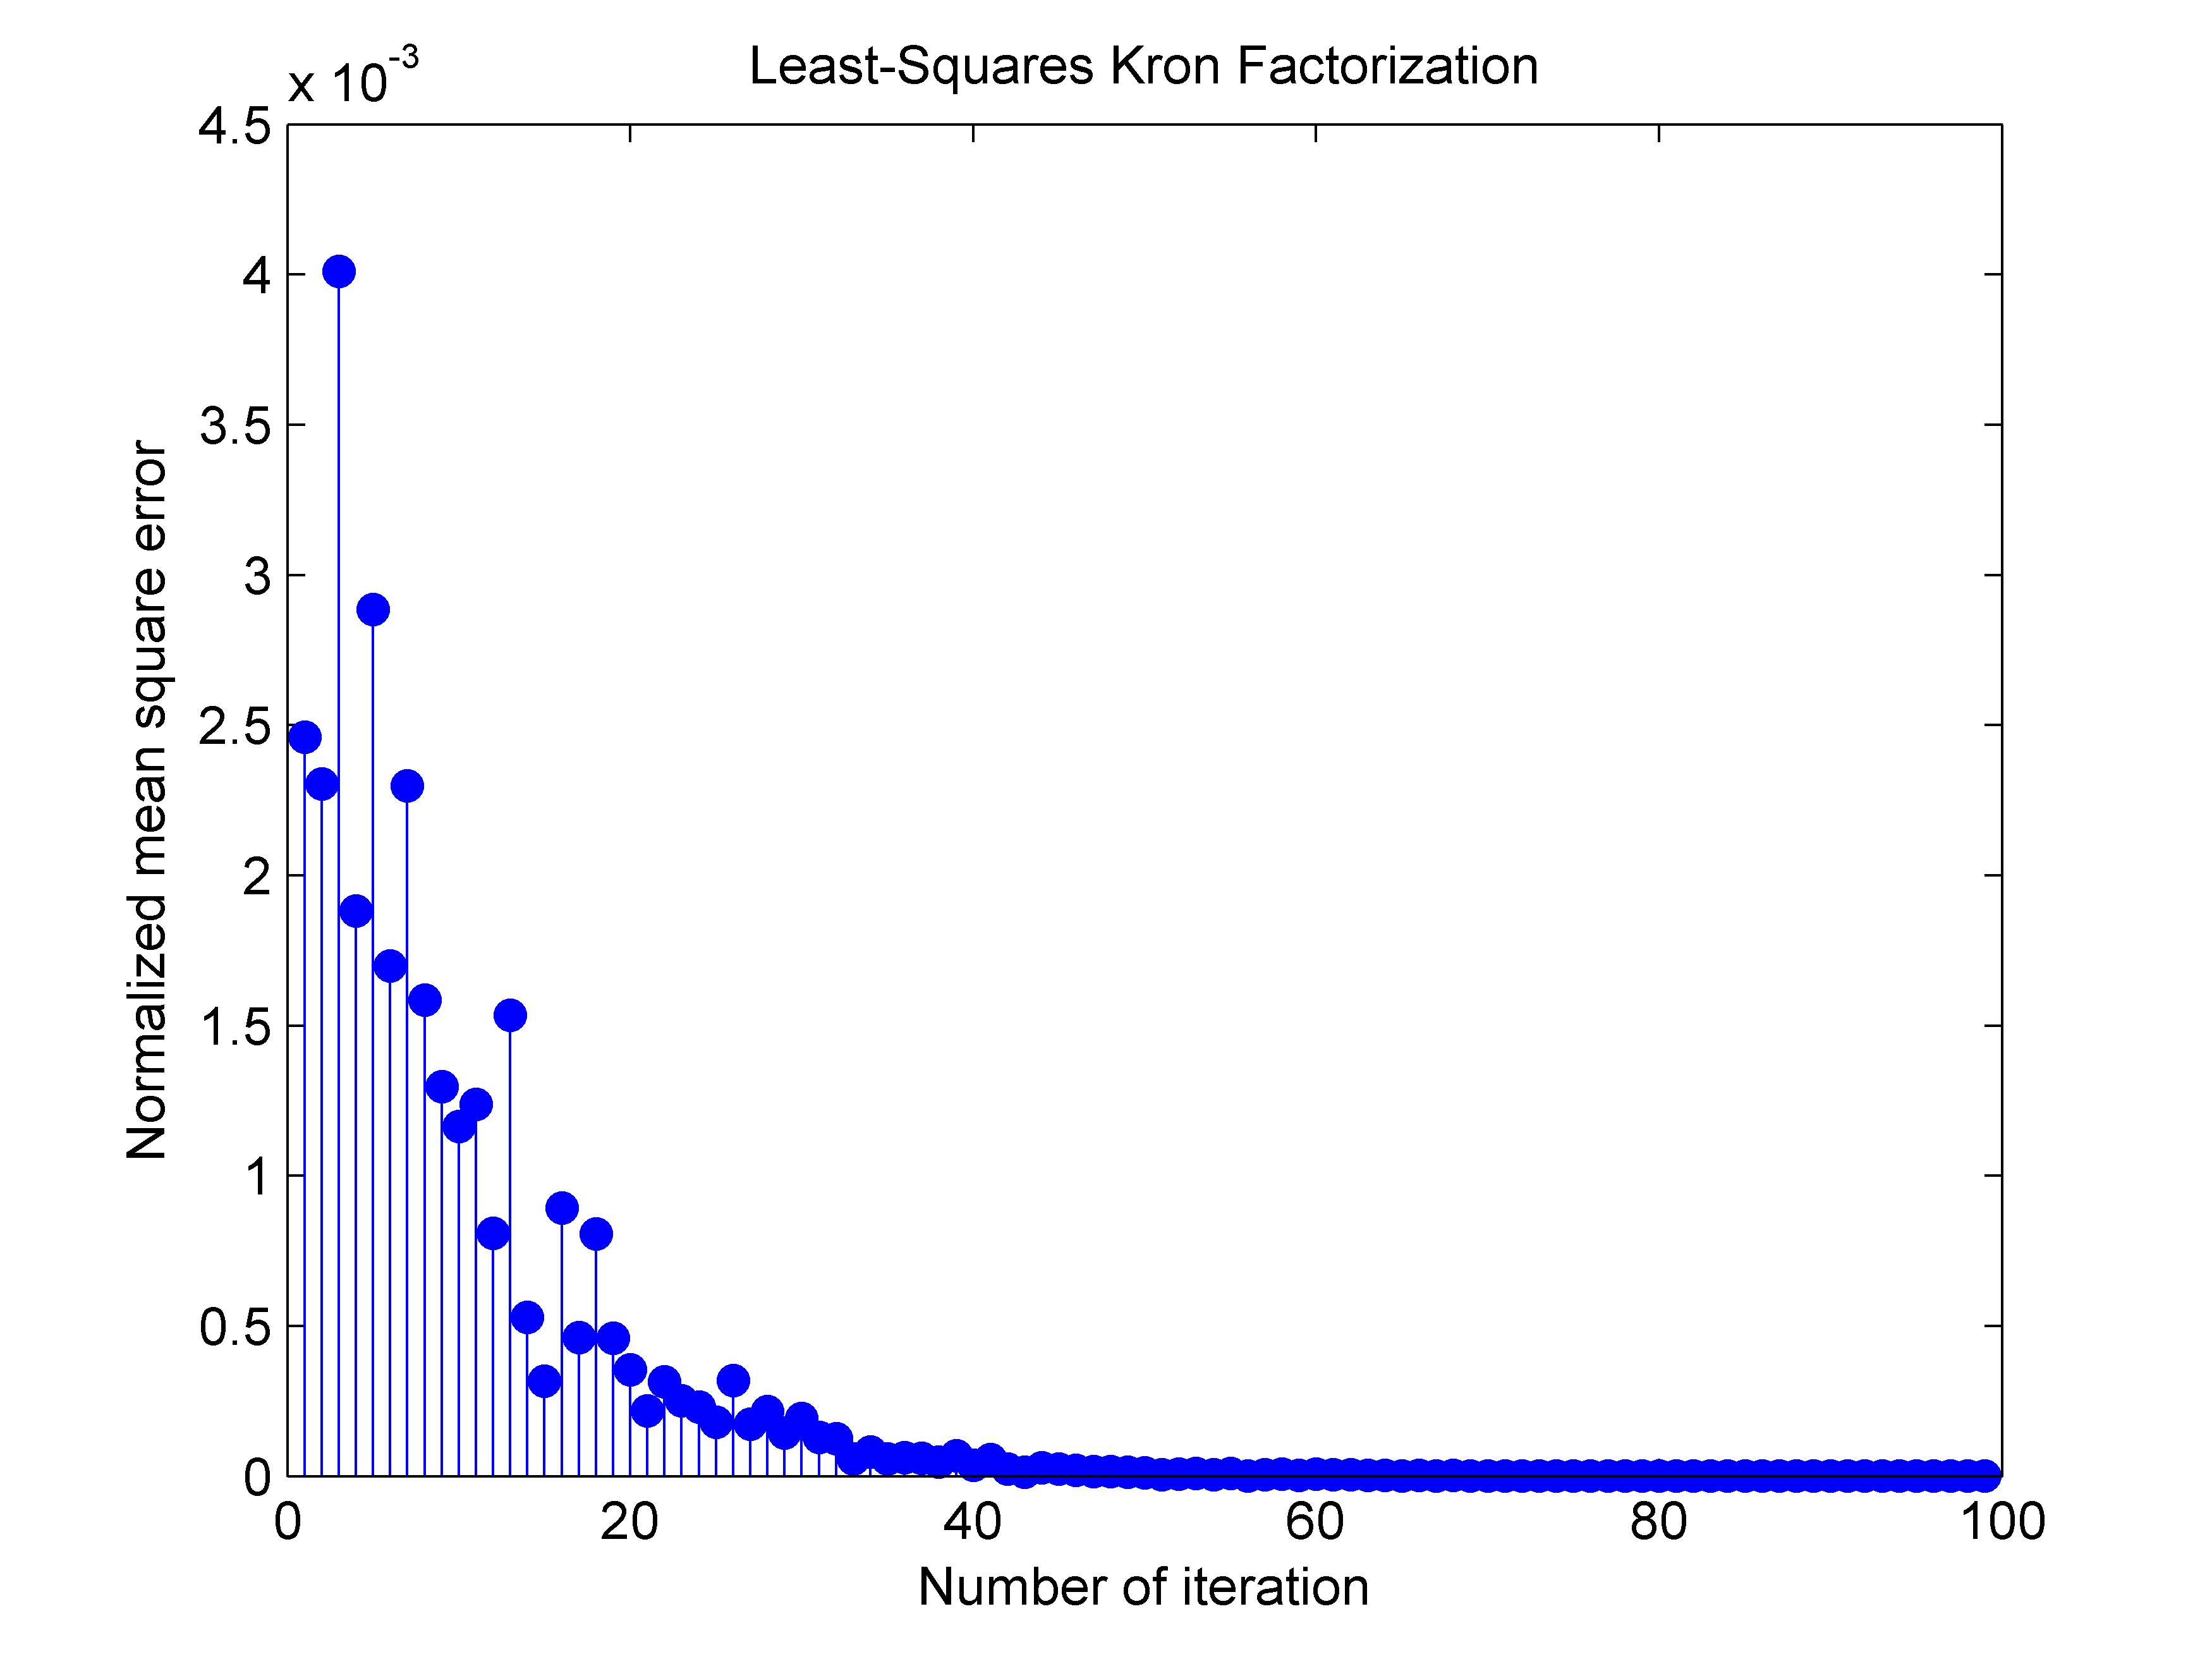 Least-Squares Kron Factorization
x 10^-3
4.5
4
3.5
3
2.5
2
1.5
1
0.5
0
Normalized mean square error
0 20 40 60 80 100
Number of iteration